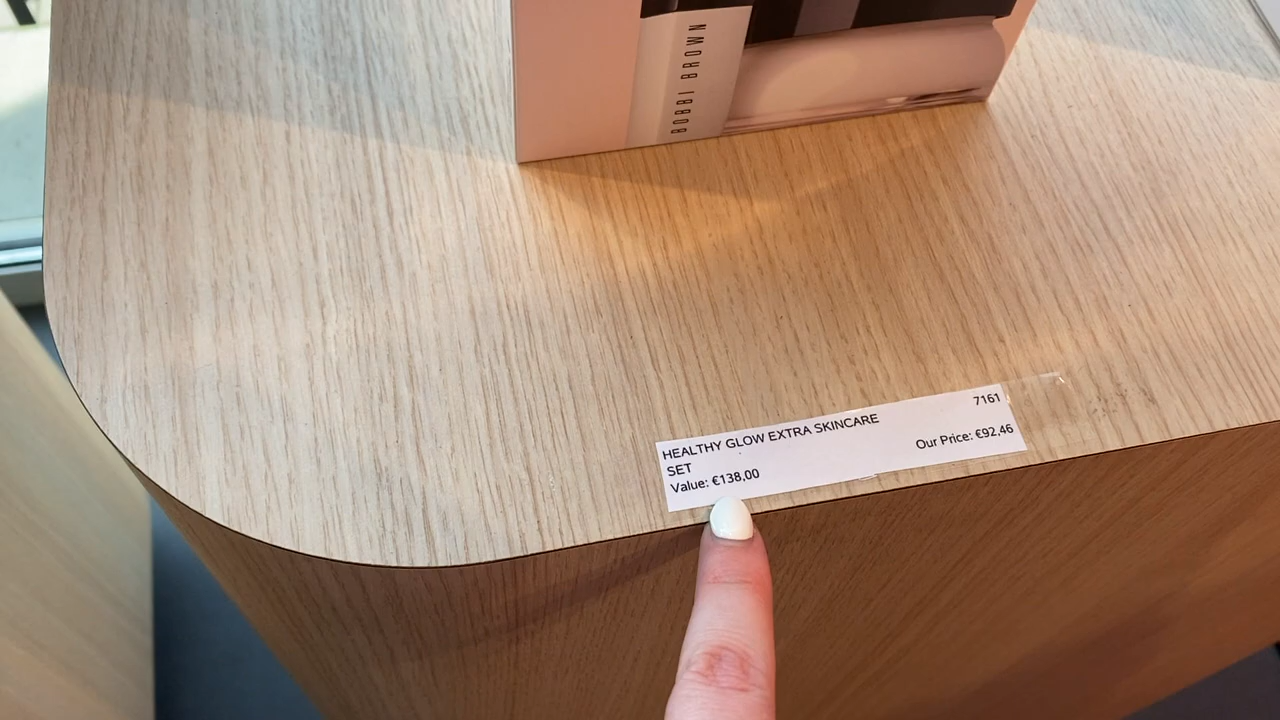 BOBBI BROWN
HEALTHY GLOW EXTRA SKINCARE 7161
SET
Value: €138,00 Our Price: €92,46